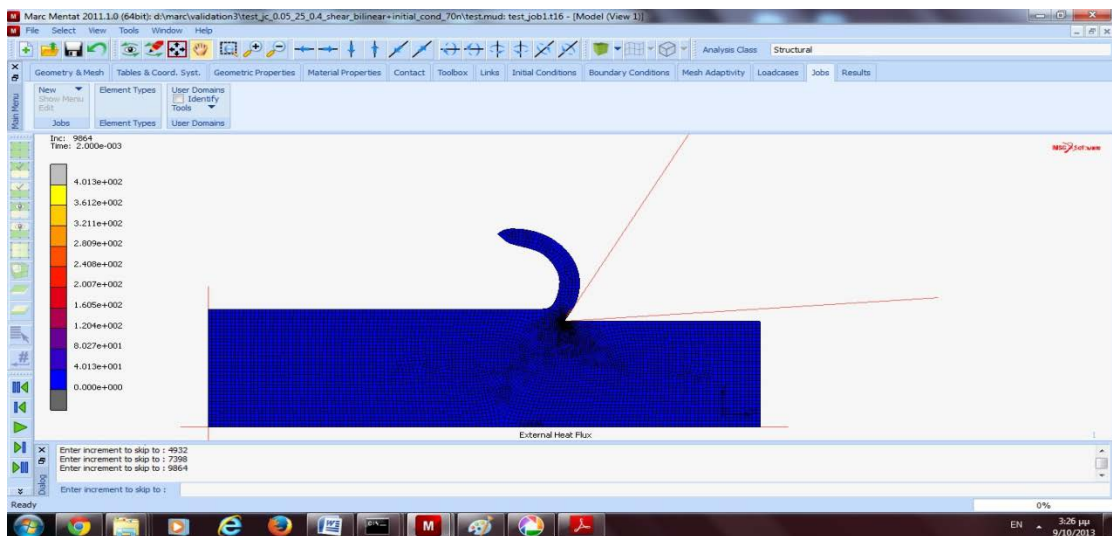 Marc Mentat 2011.1.0 (64bit): d:\marc\validation3\test_jc_0.05_25_0.4_shear_bilinear+initial_cond_70n\test.mud: test_job1.t16 - [Model (View 1)]
File Select View Tools Window Help
Analysis Class Structural
Geometry & Mesh Tables & Coord. Syst. Geometric Properties Material Properties Contact Toolbox Links Initial Conditions Boundary Conditions Mesh Adaptivity Loadcases Jobs Results
Main Menu
New Element Types User Domains
Show Menu Identify
Edit Tools
Jobs Element Types User Domains
Inc: 9864
Time: 2.000e-003
MSC Software
4.013e+002
3.612e+002
3.211e+002
2.809e+002
2.408e+002
2.007e+002
1.605e+002
1.204e+002
8.027e+001
4.013e+001
0.000e+000
External Heat Flux
1
Dialog
Enter increment to skip to : 4932
Enter increment to skip to : 7398
Enter increment to skip to : 9864
Enter increment to skip to :
Ready 0%
EN 3:26 μμ
9/10/2013